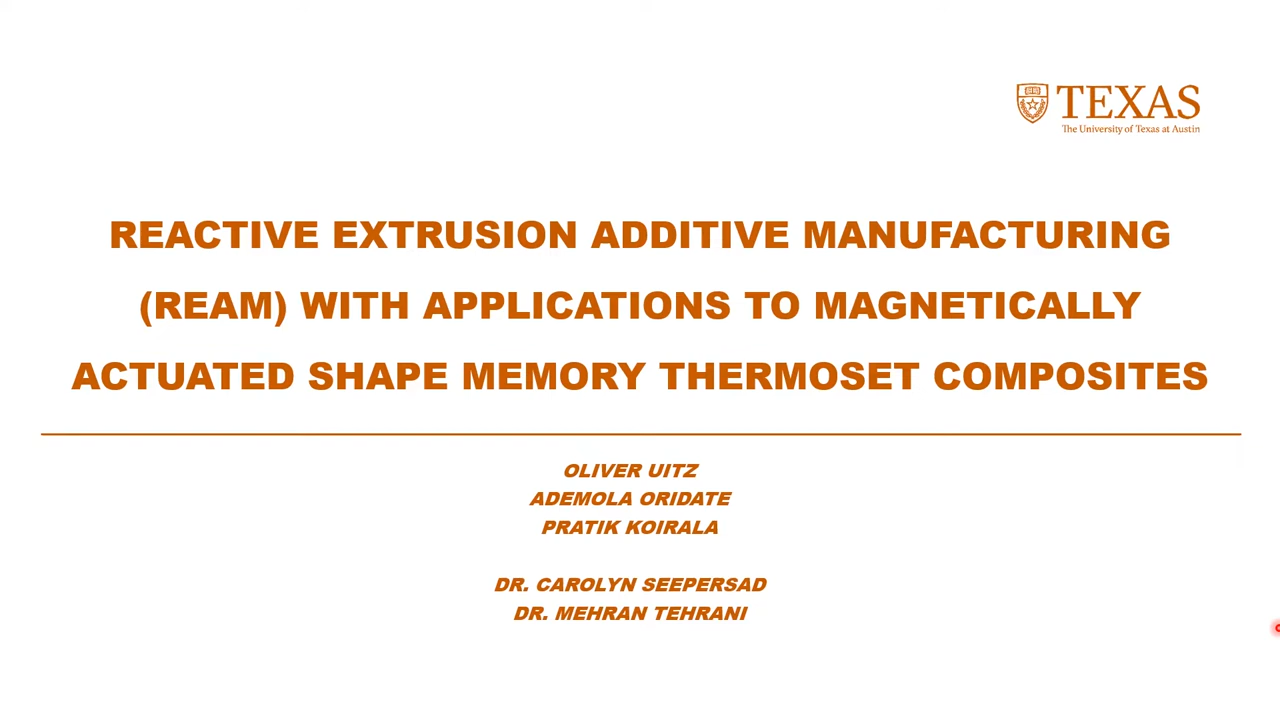 TEXAS
The University of Texas at Austin
REACTIVE EXTRUSION ADDITIVE MANUFACTURING
(REAM) WITH APPLICATIONS TO MAGNETICALLY
ACTUATED SHAPE MEMORY THERMOSET COMPOSITES
OLIVER UITZ
ADEMOLA ORIDATE
PRATIK KOIRALA
DR. CAROLYN SEEPERSAD
DR. MEHRAN TEHRANI